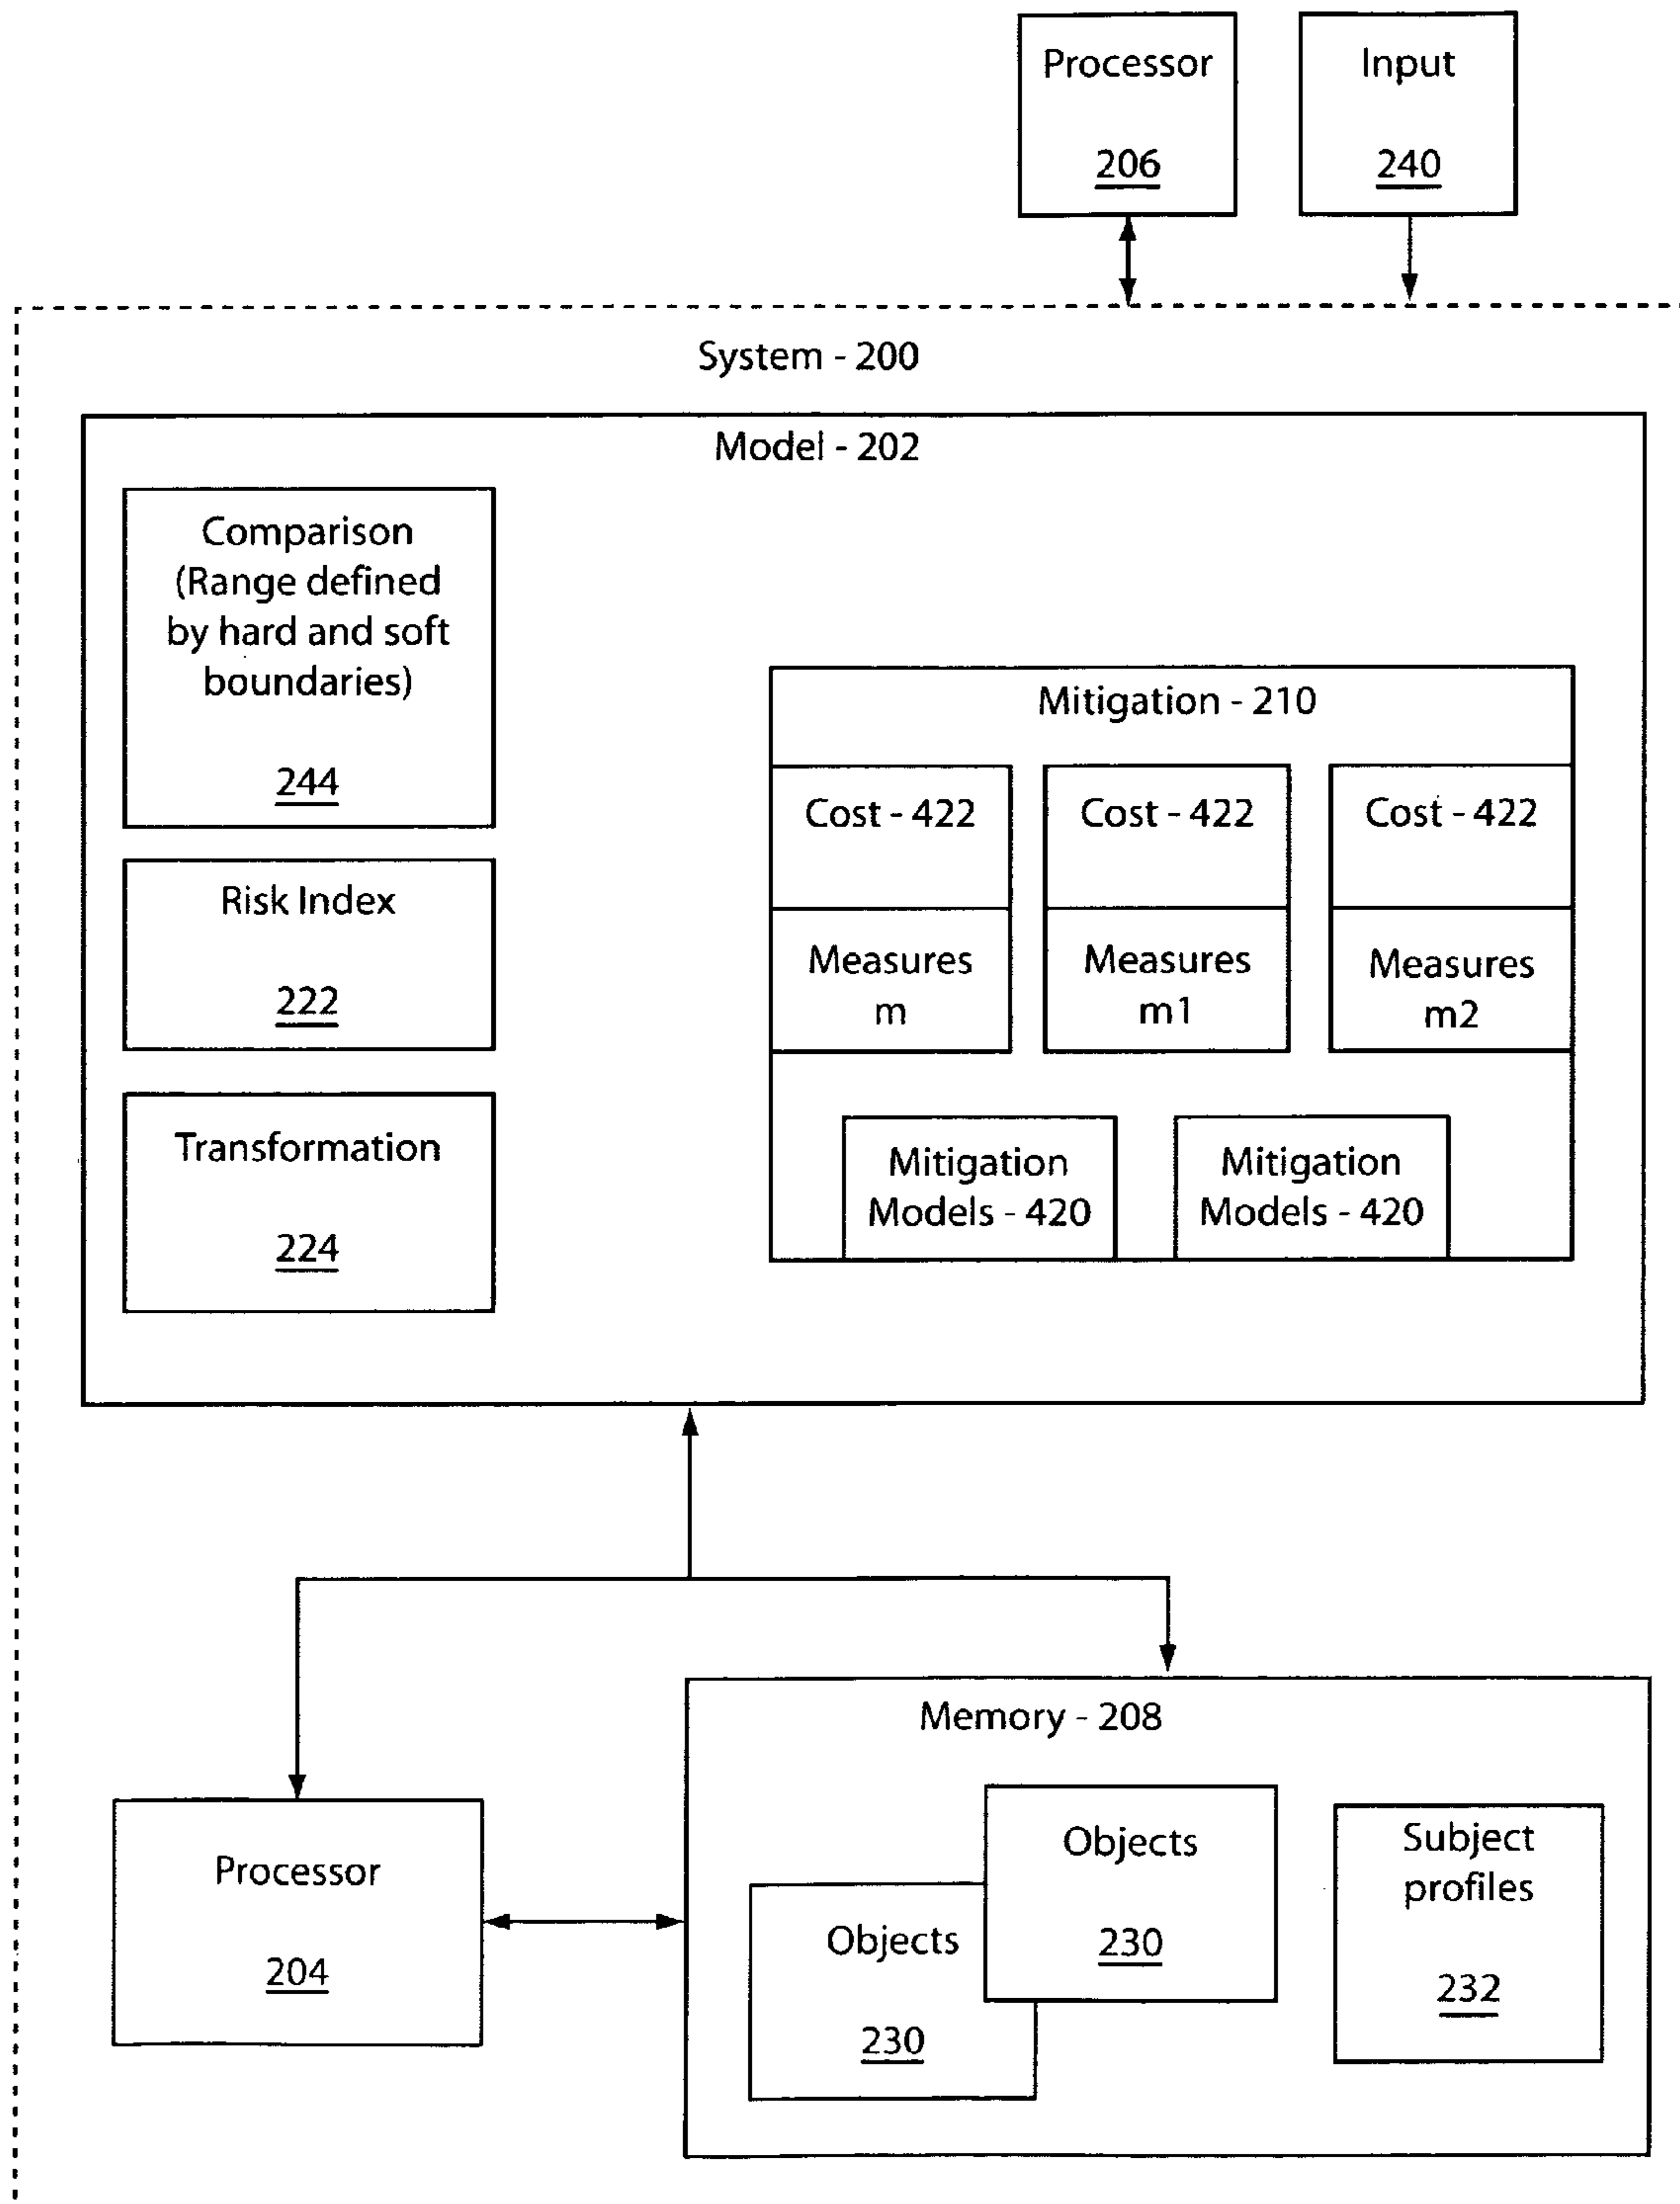 Processor
206
Input
240
System - 200
Model - 202
Comparison
(Range defined
by hard and soft
boundaries)
244
Risk Index
222
Transformation
224
Mitigation - 210
Cost - 422
Measures
m
Cost - 422
Measures
m1
Cost - 422
Measures
m2
Mitigation
Models - 420
Mitigation
Models - 420
Processor
204
Memory - 208
Objects
230
Objects
230
Subject
profiles
232